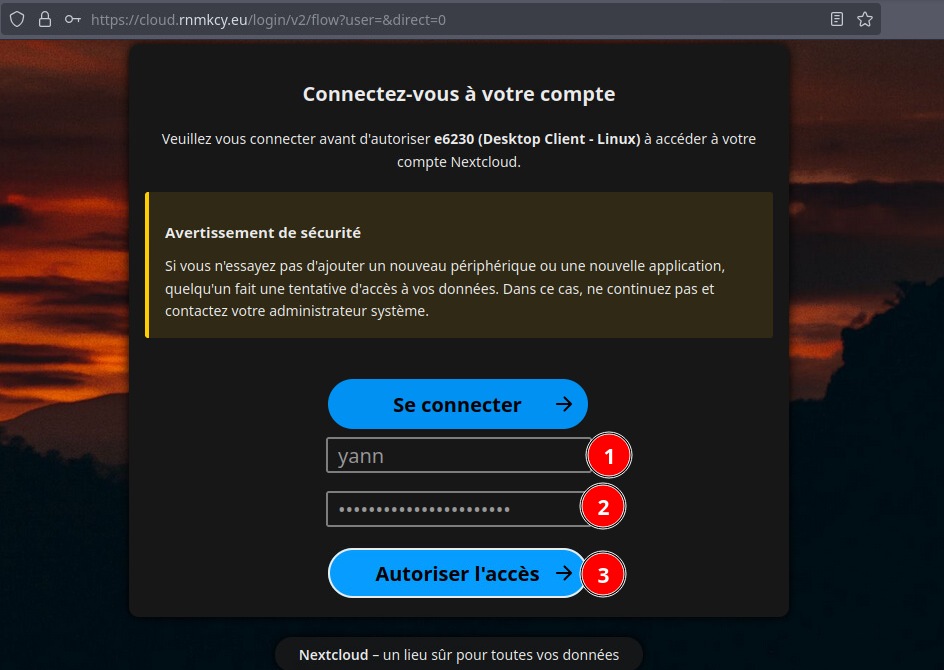 https://cloud.rnmkcy.eu/login/v2/flow?user=&direct=0
Connectez-vous à votre compte
Veuillez vous connecter avant d'autoriser e6230 (Desktop Client - Linux) à accéder à votre
compte Nextcloud.
Avertissement de sécurité
Si vous n'essayez pas d'ajouter un nouveau périphérique ou une nouvelle application,
quelqu'un fait une tentative d'accès à vos données. Dans ce cas, ne continuez pas et
contactez votre administrateur système.
Se connecter
yann
1
•••••••••••••••••••••••
2
Autoriser l'accès
3
Nextcloud – un lieu sûr pour toutes vos données